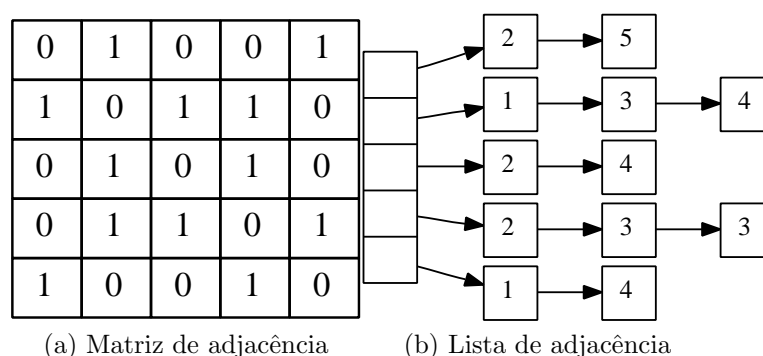 0 1 0 0 1
1 0 1 1 0
0 1 0 1 0
0 1 1 0 1
1 0 0 1 0
2 5
1 3 4
2 4
2 3 3
1 4
(a) Matriz de adjacência
(b) Lista de adjacência